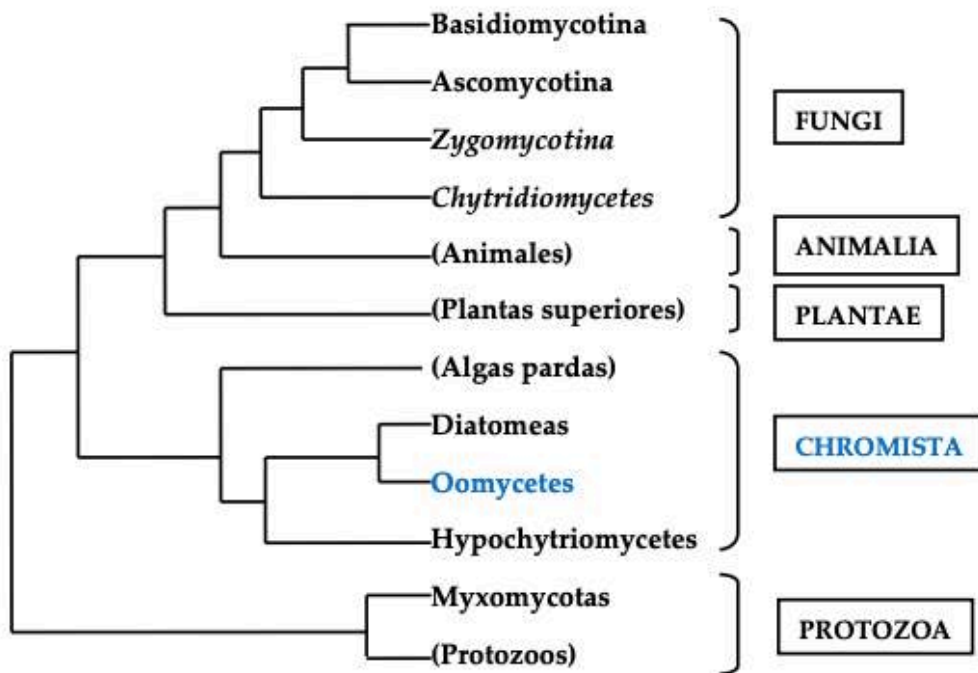 Basidiomycotina
Ascomycotina
Zygomycotina
Chytridiomycetes
FUNGI
(Animales)
ANIMALIA
(Plantas superiores)
PLANTAE
(Algas pardas)
Diatomeas
Oomycetes
Hypochytriomycetes
CHROMISTA
Myxomycotas
(Protozoos)
PROTOZOA